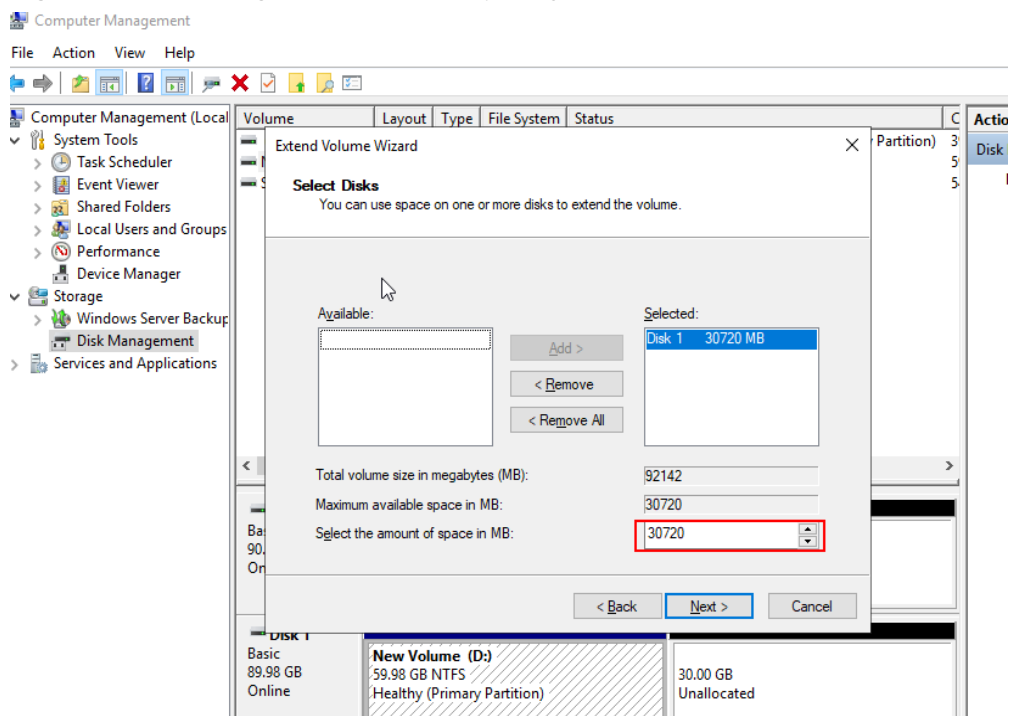 Computer Management
File Action View Help
Computer Management (Local
System Tools
Task Scheduler
Event Viewer
Shared Folders
Local Users and Groups
Performance
Device Manager
Storage
Windows Server Backup
Disk Management
Services and Applications
Volume Layout Type File System Status C
Partition) 3
5
S 5
Actio
Disk
Extend Volume Wizard
Select Disks
You can use space on one or more disks to extend the volume.
Available:
Selected:
Disk 1 30720 MB
Add >
< Remove
< Remove All
Total volume size in megabytes (MB): 92142
Maximum available space in MB: 30720
Select the amount of space in MB: 30720
< Back Next > Cancel
Ba
90.
On
Disk 1
Basic
89.98 GB
Online
New Volume (D:)
59.98 GB NTFS
Healthy (Primary Partition)
30.00 GB
Unallocated